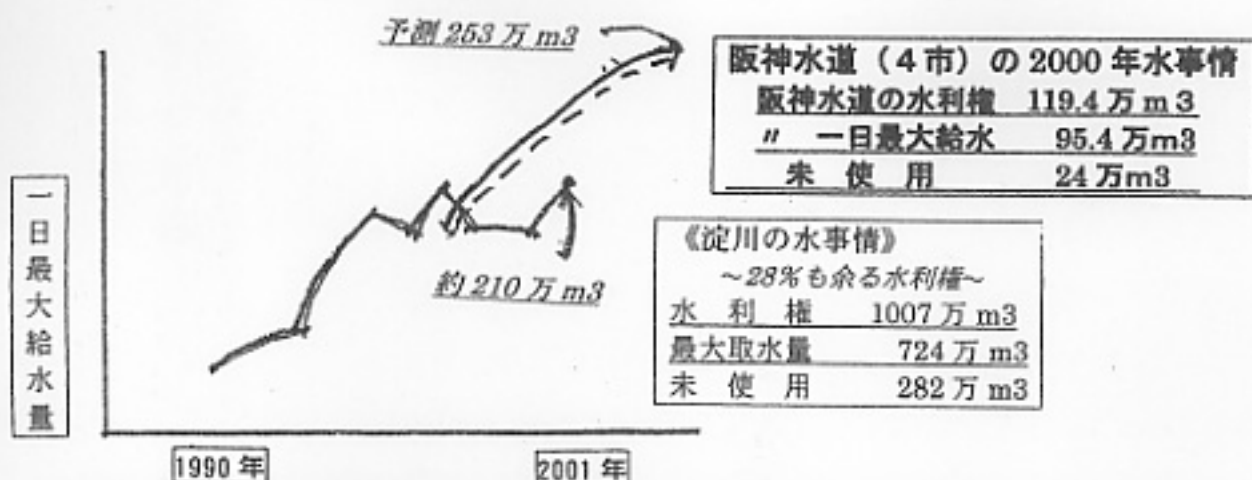 予測 253 万 m3
阪神水道（４市）の 2000 年水事情
阪神水道の水利権 119.4 万 m 3
〃 一日最大給水 95.4 万m3
未 使 用 24 万m3
一日最大給水量
約 210 万 m3
《淀川の水事情》
～28%も余る水利権～
水 利 権 1007 万 m3
最大取水量 724 万 m3
未 使 用 282 万 m3
1990 年
2001 年